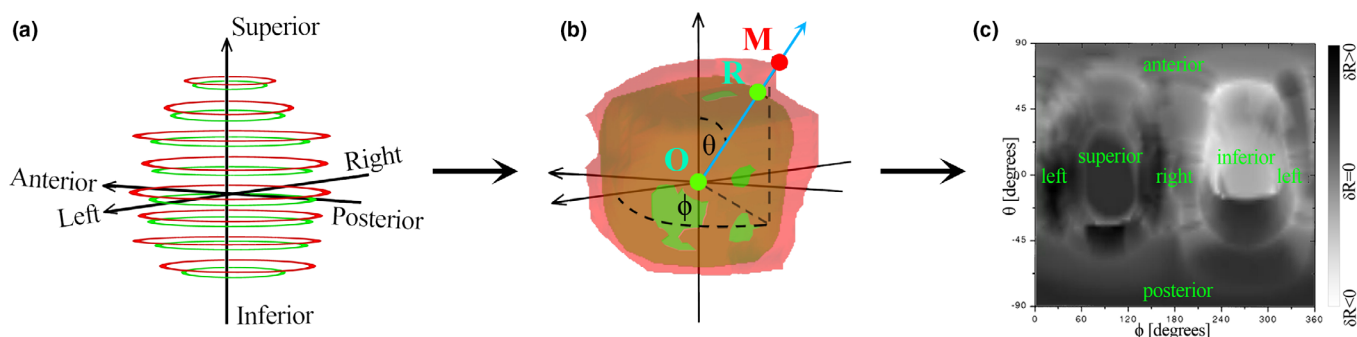 (a)
Superior
Anterior
Right
Left
Posterior
Inferior
(b)
M
R
θ
O
ϕ
(c)
90
45
0
-45
-90
θ [degrees]
anterior
superior
inferior
left
right
left
posterior
0
60
120
180
240
300
360
ϕ [degrees]
δR>0
δR=0
δR<0